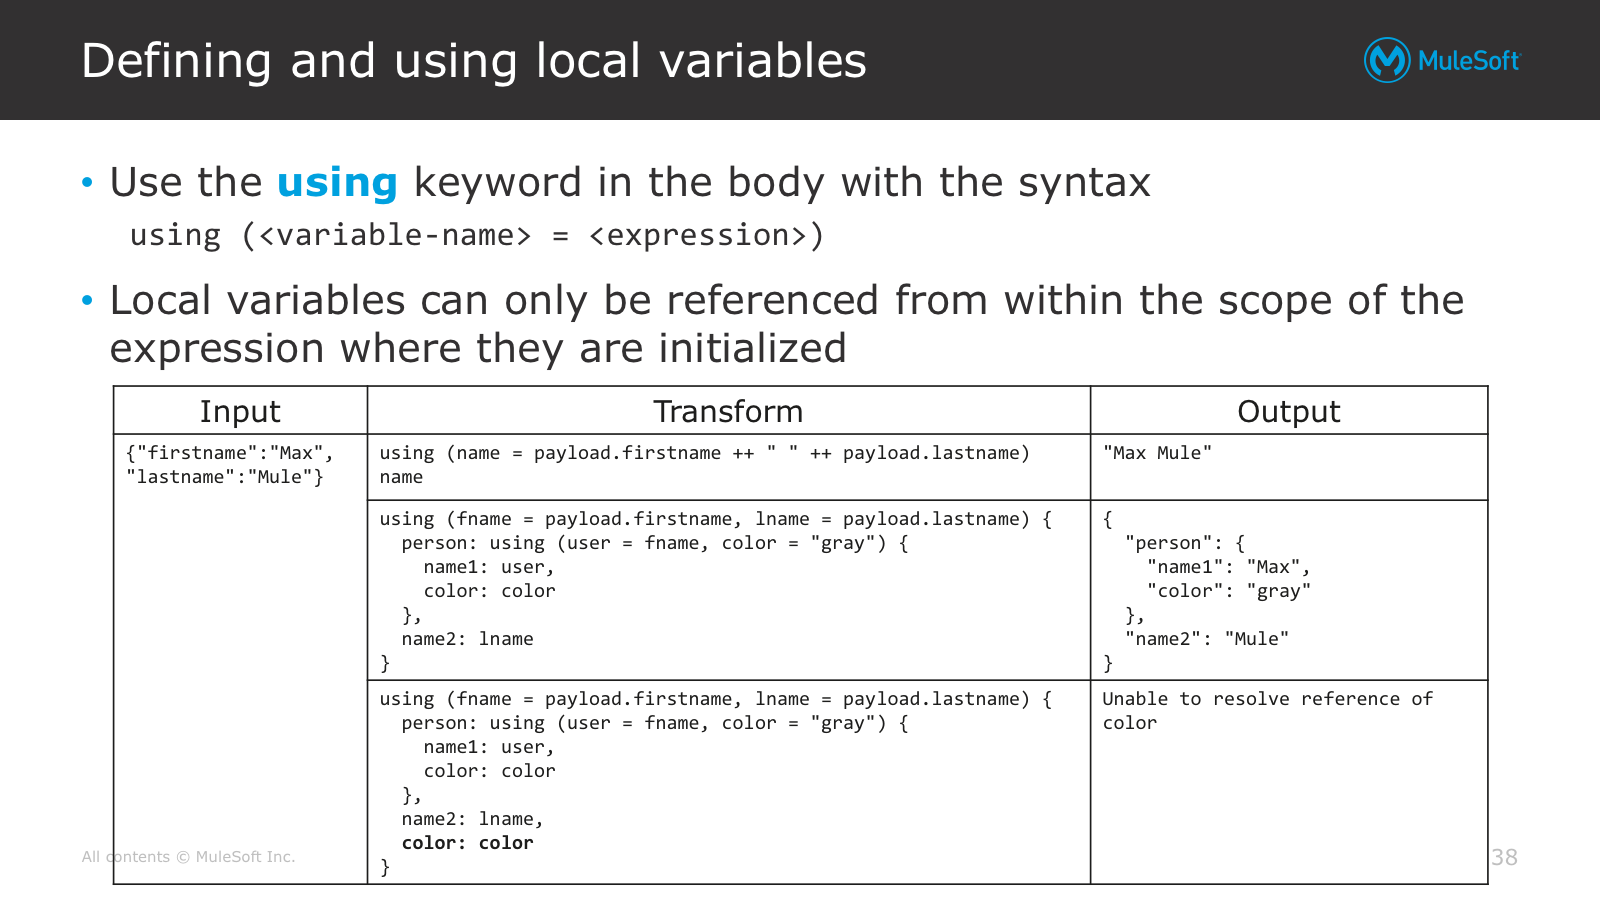 Defining and using local variables
MuleSoft
• Use the using keyword in the body with the syntax
using (<variable-name> = <expression>)
• Local variables can only be referenced from within the scope of the
expression where they are initialized
Input
Transform
Output
{"firstname":"Max",
"lastname":"Mule"}
using (name = payload.firstname ++ " " ++ payload.lastname)
name
"Max Mule"
using (fname = payload.firstname, lname = payload.lastname) {
  person: using (user = fname, color = "gray") {
    name1: user,
    color: color
  },
  name2: lname
}
{
  "person": {
    "name1": "Max",
    "color": "gray"
  },
  "name2": "Mule"
}
using (fname = payload.firstname, lname = payload.lastname) {
  person: using (user = fname, color = "gray") {
    name1: user,
    color: color
  },
  name2: lname,
  color: color
}
Unable to resolve reference of
color
All contents © MuleSoft Inc.
38